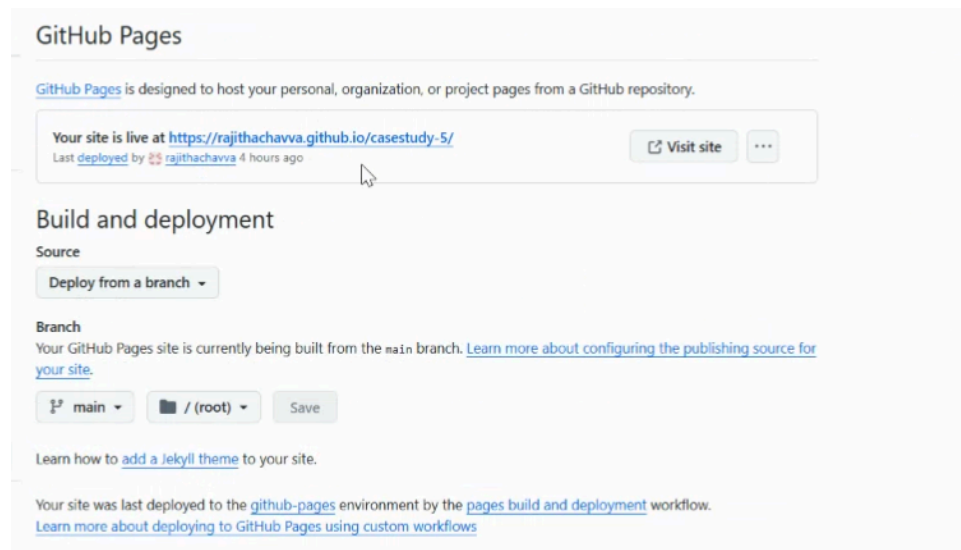 GitHub Pages
GitHub Pages is designed to host your personal, organization, or project pages from a GitHub repository.
Your site is live at https://rajithachavva.github.io/casestudy-5/
Last deployed by rajithachavva 4 hours ago
Visit site
Build and deployment
Source
Deploy from a branch
Branch
Your GitHub Pages site is currently being built from the main branch. Learn more about configuring the publishing source for
your site.
main / (root) Save
Learn how to add a Jekyll theme to your site.
Your site was last deployed to the github-pages environment by the pages build and deployment workflow.
Learn more about deploying to GitHub Pages using custom workflows